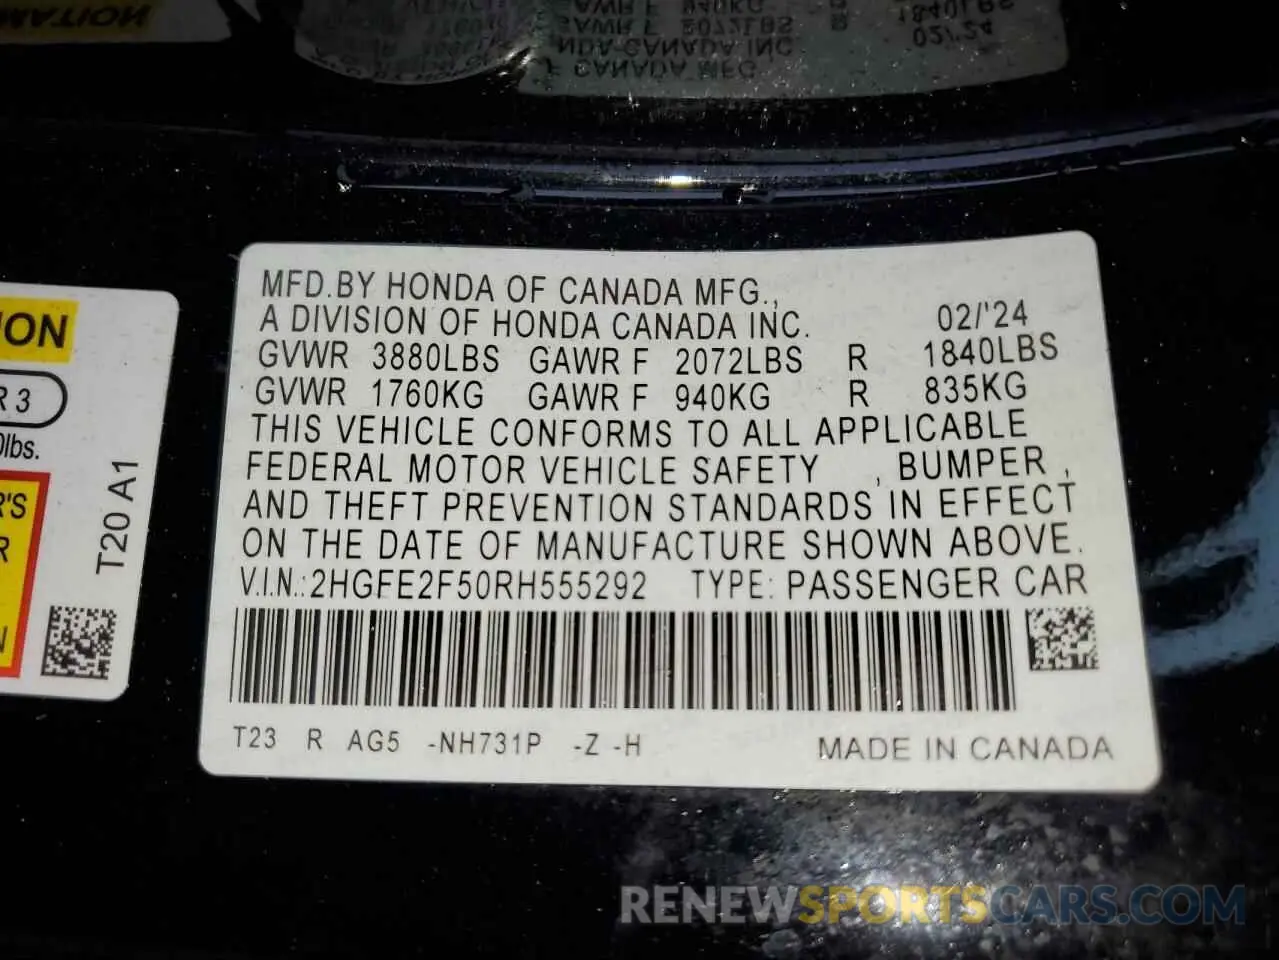 MFD.BY HONDA OF CANADA MFG.,
A DIVISION OF HONDA CANADA INC. 02/'24
GVWR 3880LBS GAWR F 2072LBS R 1840LBS
GVWR 1760KG GAWR F 940KG R 835KG
THIS VEHICLE CONFORMS TO ALL APPLICABLE
FEDERAL MOTOR VEHICLE SAFETY , BUMPER ,
AND THEFT PREVENTION STANDARDS IN EFFECT
ON THE DATE OF MANUFACTURE SHOWN ABOVE.
V.I.N.:2HGFE2F50RH555292 TYPE: PASSENGER CAR
T23 R AG5 -NH731P -Z -H MADE IN CANADA
R 3
lbs.
T20 A1
RENEWSPORTSCARS.COM